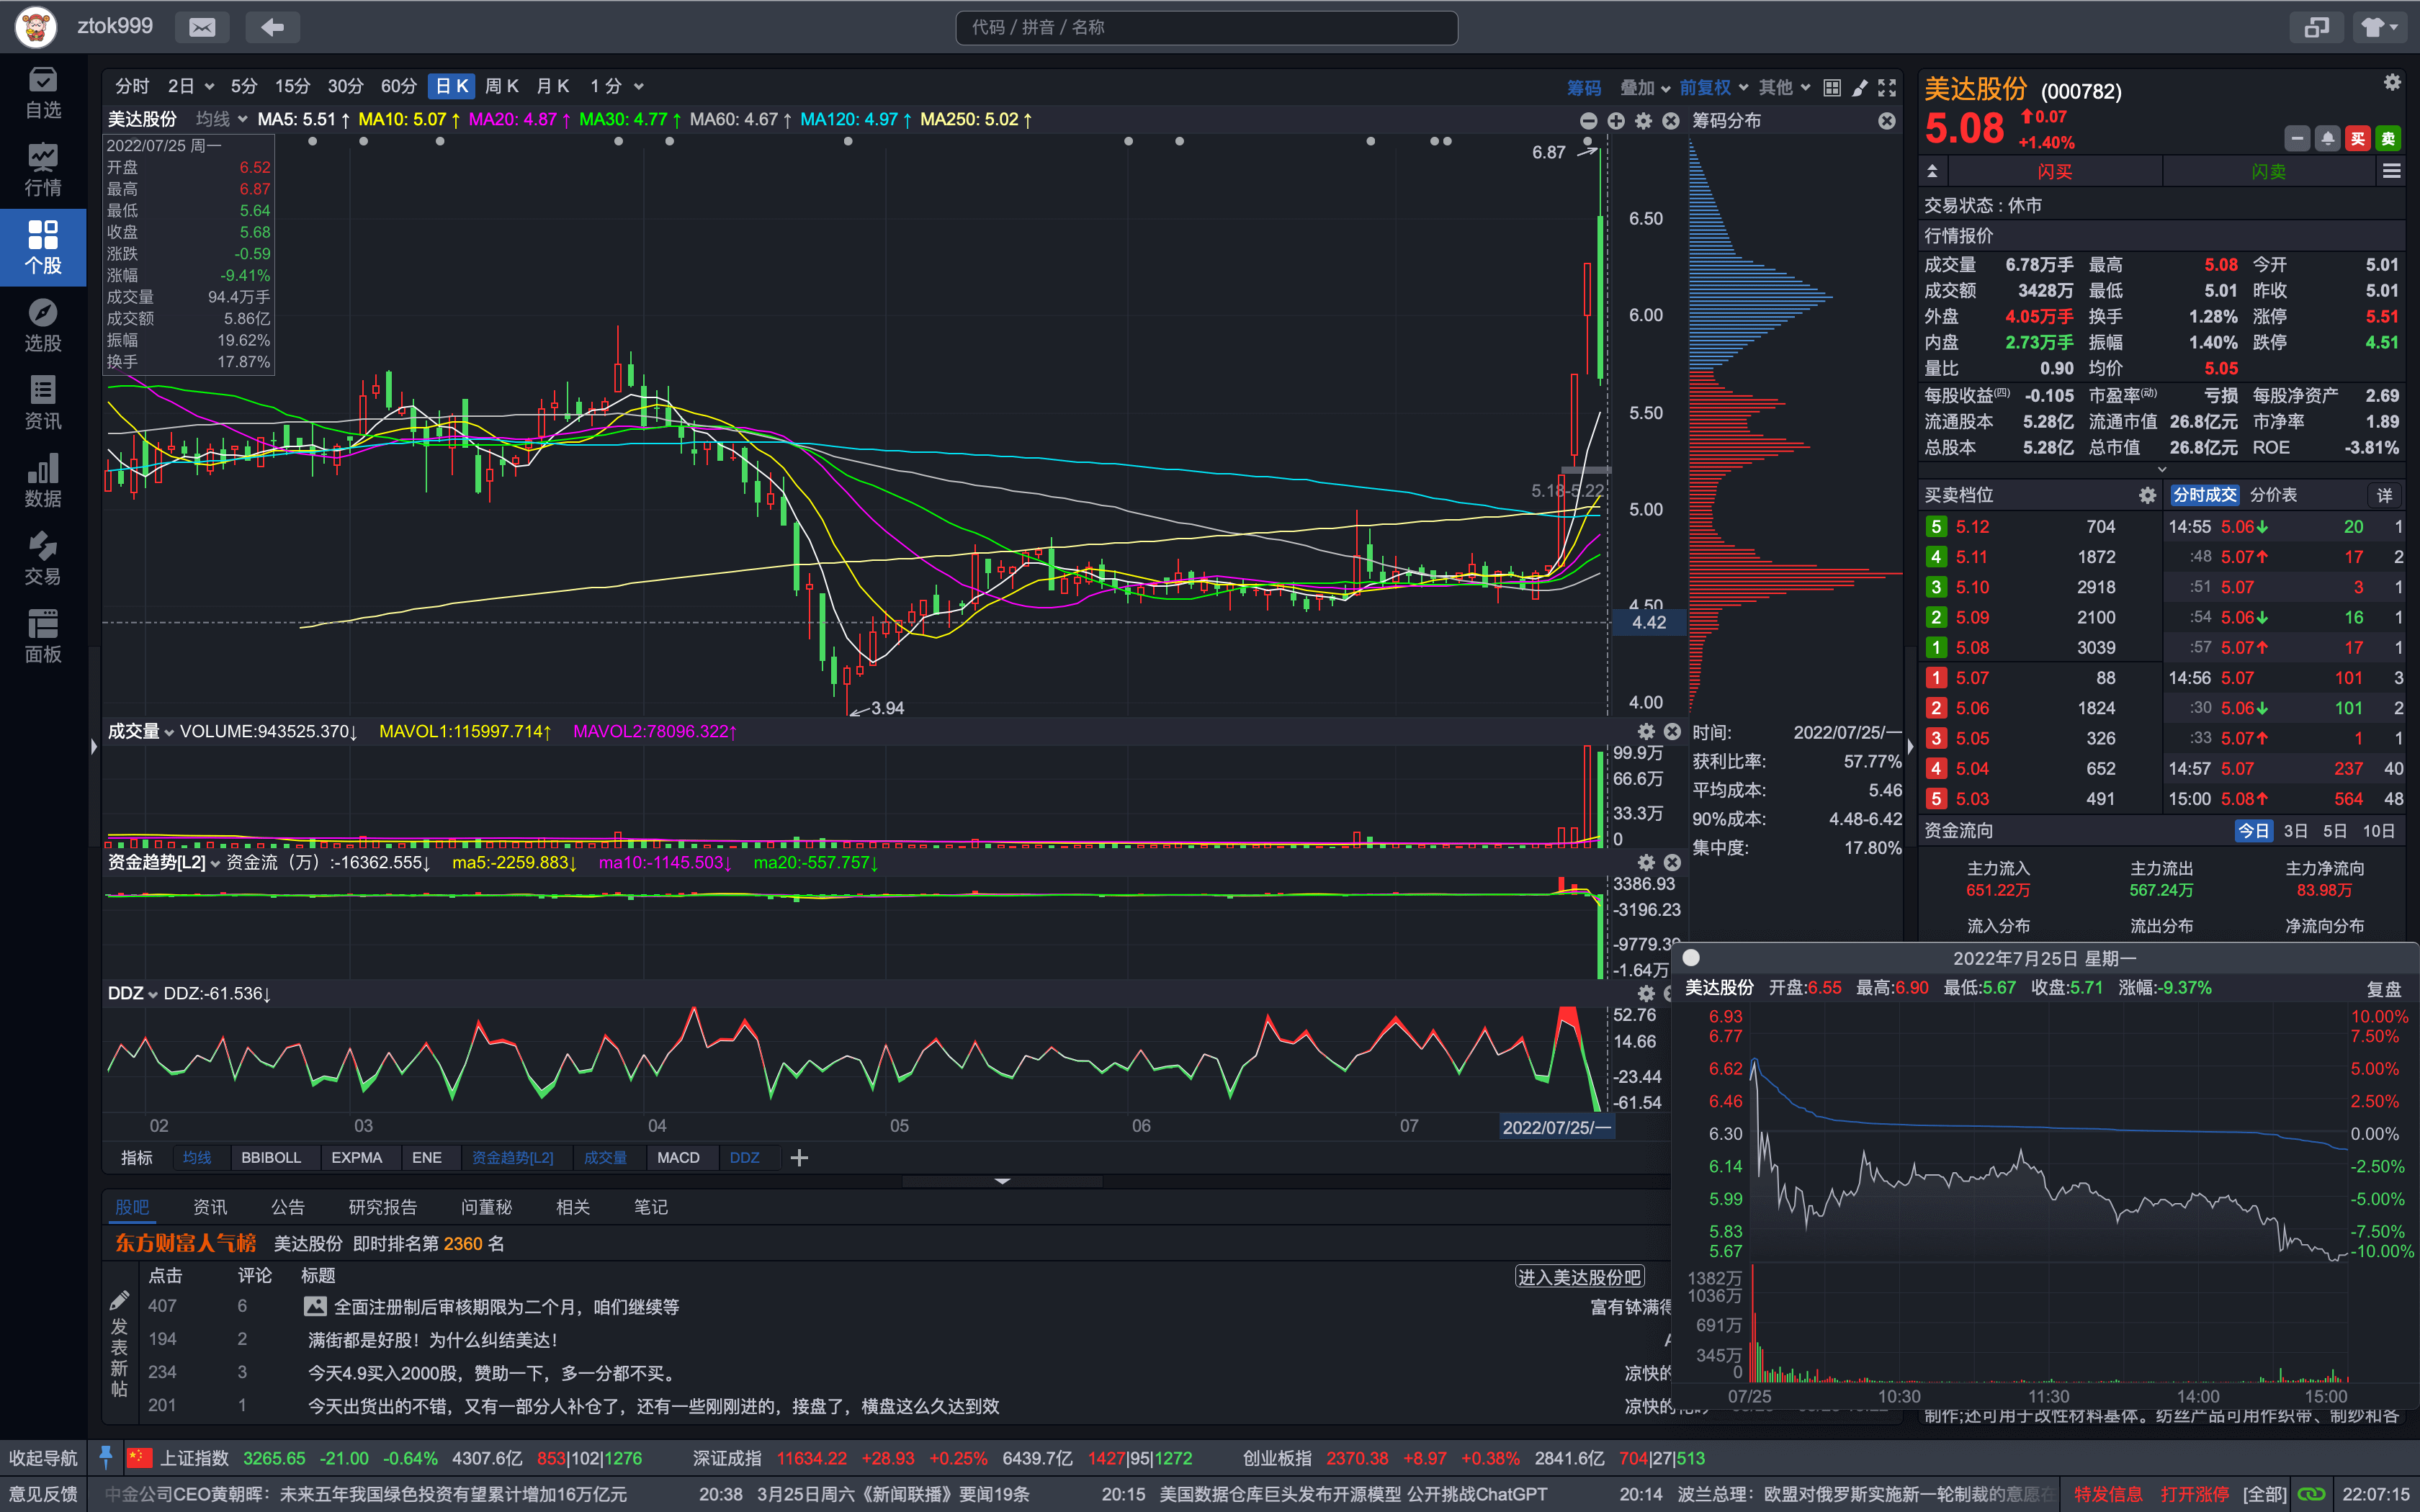 ztok999
代码 / 拼音 / 名称
自选
行情
个股
选股
资讯
数据
交易
面板
分时 2日 5分 15分 30分 60分 日K 周K 月K 1分 筹码 叠加 前复权 其他
美达股份 均线 MA5: 5.51↑ MA10: 5.07↑ MA20: 4.87↑ MA30: 4.77↑ MA60: 4.67↑ MA120: 4.97↑ MA250: 5.02↑
筹码分布
2022/07/25 周一
开盘 6.52
最高 6.87
最低 5.64
收盘 5.68
涨跌 -0.59
涨幅 -9.41%
成交量 94.4万手
成交额 5.86亿
振幅 19.62%
换手 17.87%
6.87
6.50
6.00
5.50
5.18-5.22
5.00
4.50
4.42
4.00
3.94
成交量 VOLUME:943525.370↓ MAVOL1:115997.714↑ MAVOL2:78096.322↑
99.9万
66.6万
33.3万
0
资金趋势[L2] 资金流（万）:-16362.555↓ ma5:-2259.883↓ ma10:-1145.503↓ ma20:-557.757↓
3386.93
-3196.23
-9779.39
-1.64万
DDZ DDZ:-61.536↓
52.76
14.66
-23.44
-61.54
02 03 04 05 06 07 2022/07/25/一
指标 均线 BBIBOLL EXPMA ENE 资金趋势[L2] 成交量 MACD DDZ
时间: 2022/07/25/一
获利比率: 57.77%
平均成本: 5.46
90%成本: 4.48-6.42
集中度: 17.80%
股吧 资讯 公告 研究报告 问董秘 相关 笔记
东方财富人气榜 美达股份 即时排名第 2360 名
点击 评论 标题 进入美达股份吧
407 6 全面注册制后审核期限为二个月，咱们继续等 富有钵满得
194 2 满街都是好股！为什么纠结美达！
234 3 今天4.9买入2000股，赞助一下，多一分都不买。 凉快的
201 1 今天出货出的不错，又有一部分人补仓了，还有一些刚刚进的，接盘了，横盘这么久达到效 凉快的
发表新帖
美达股份 (000782)
5.08 0.07
+1.40%
买 卖
闪买 闪卖
交易状态 : 休市
行情报价
成交量 6.78万手 最高 5.08 今开 5.01
成交额 3428万 最低 5.01 昨收 5.01
外盘 4.05万手 换手 1.28% 涨停 5.51
内盘 2.73万手 振幅 1.40% 跌停 4.51
量比 0.90 均价 5.05
每股收益(四) -0.105 市盈率(动) 亏损 每股净资产 2.69
流通股本 5.28亿 流通市值 26.8亿元 市净率 1.89
总股本 5.28亿 总市值 26.8亿元 ROE -3.81%
买卖档位 分时成交 分价表 详
5 5.12 704 14:55 5.06↓ 20 1
4 5.11 1872 :48 5.07↑ 17 2
3 5.10 2918 :51 5.07 3 1
2 5.09 2100 :54 5.06↓ 16 1
1 5.08 3039 :57 5.07↑ 17 1
1 5.07 88 14:56 5.07 101 3
2 5.06 1824 :30 5.06↓ 101 2
3 5.05 326 :33 5.07↑ 1 1
4 5.04 652 14:57 5.07 237 40
5 5.03 491 15:00 5.08↑ 564 48
资金流向 今日 3日 5日 10日
主力流入 主力流出 主力净流向
651.22万 567.24万 83.98万
流入分布 流出分布 净流向分布
2022年7月25日 星期一
美达股份 开盘:6.55 最高:6.90 最低:5.67 收盘:5.71 涨幅:-9.37% 复盘
6.93 10.00%
6.77 7.50%
6.62 5.00%
6.46 2.50%
6.30 0.00%
6.14 -2.50%
5.99 -5.00%
5.83 -7.50%
5.67 -10.00%
1382万
1036万
691万
345万
0
07/25 10:30 11:30 14:00 15:00
制作;还可用于改性材料基体。纺丝产品可用作织带、制纱和各
收起导航 上证指数 3265.65 -21.00 -0.64% 4307.6亿 853|102|1276 深证成指 11634.22 +28.93 +0.25% 6439.7亿 1427|95|1272 创业板指 2370.38 +8.97 +0.38% 2841.6亿 704|27|513
意见反馈 中金公司CEO黄朝晖：未来五年我国绿色投资有望累计增加16万亿元 20:38 3月25日周六《新闻联播》要闻19条 20:15 美国数据仓库巨头发布开源模型 公开挑战ChatGPT 20:14 波兰总理：欧盟对俄罗斯实施新一轮制裁的意愿在 特发信息 打开涨停 [全部] 22:07:15